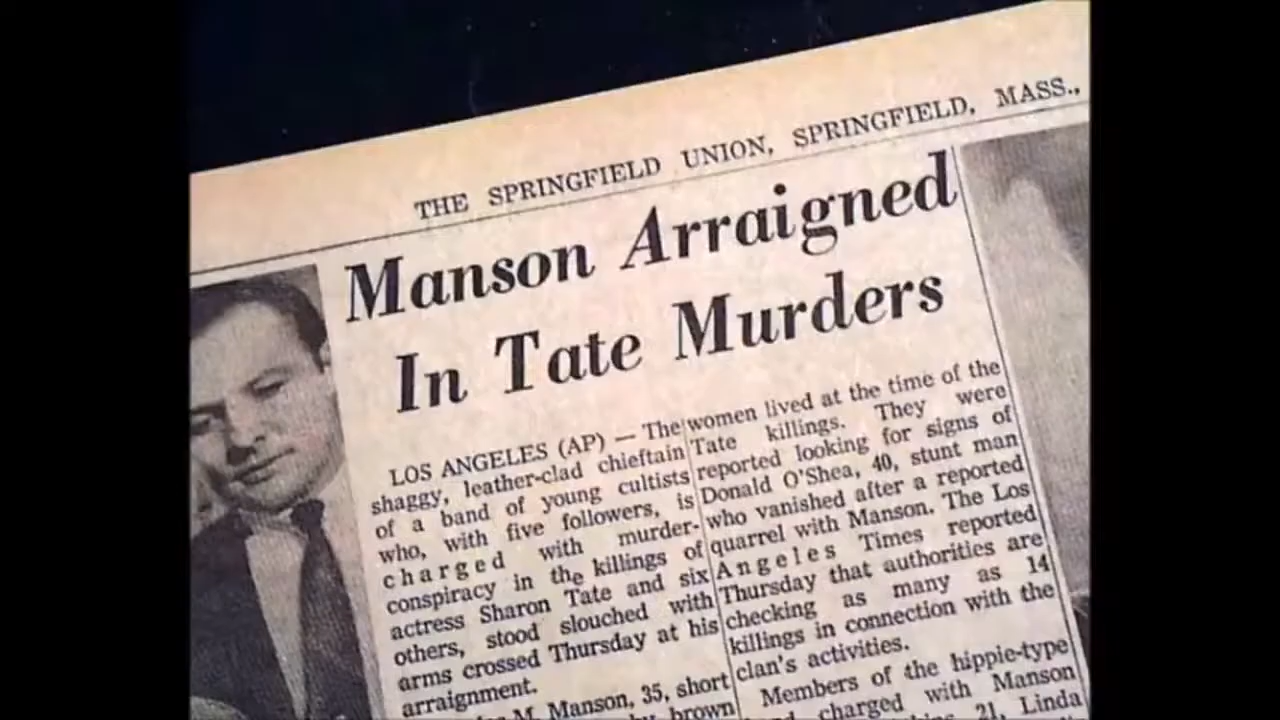 THE SPRINGFIELD UNION, SPRINGFIELD, MASS.,
Manson Arraigned
In Tate Murders
LOS ANGELES (AP) — The
shaggy, leather-clad chieftain
of a band of young cultists
who, with five followers, is
charged with murder-
conspiracy in the killings of
actress Sharon Tate and six
others, stood slouched with
arms crossed Thursday at his
arraignment.
M. Manson, 35, short
brown
women lived at the time of the
Tate killings. They were
reported looking for signs of
Donald O'Shea, 40, stunt man
who vanished after a reported
quarrel with Manson. The Los
Angeles Times reported
Thursday that authorities are
checking as many as 14
killings in connection with the
clan's activities.
Members of the hippie-type
charged with Manson
21, Linda